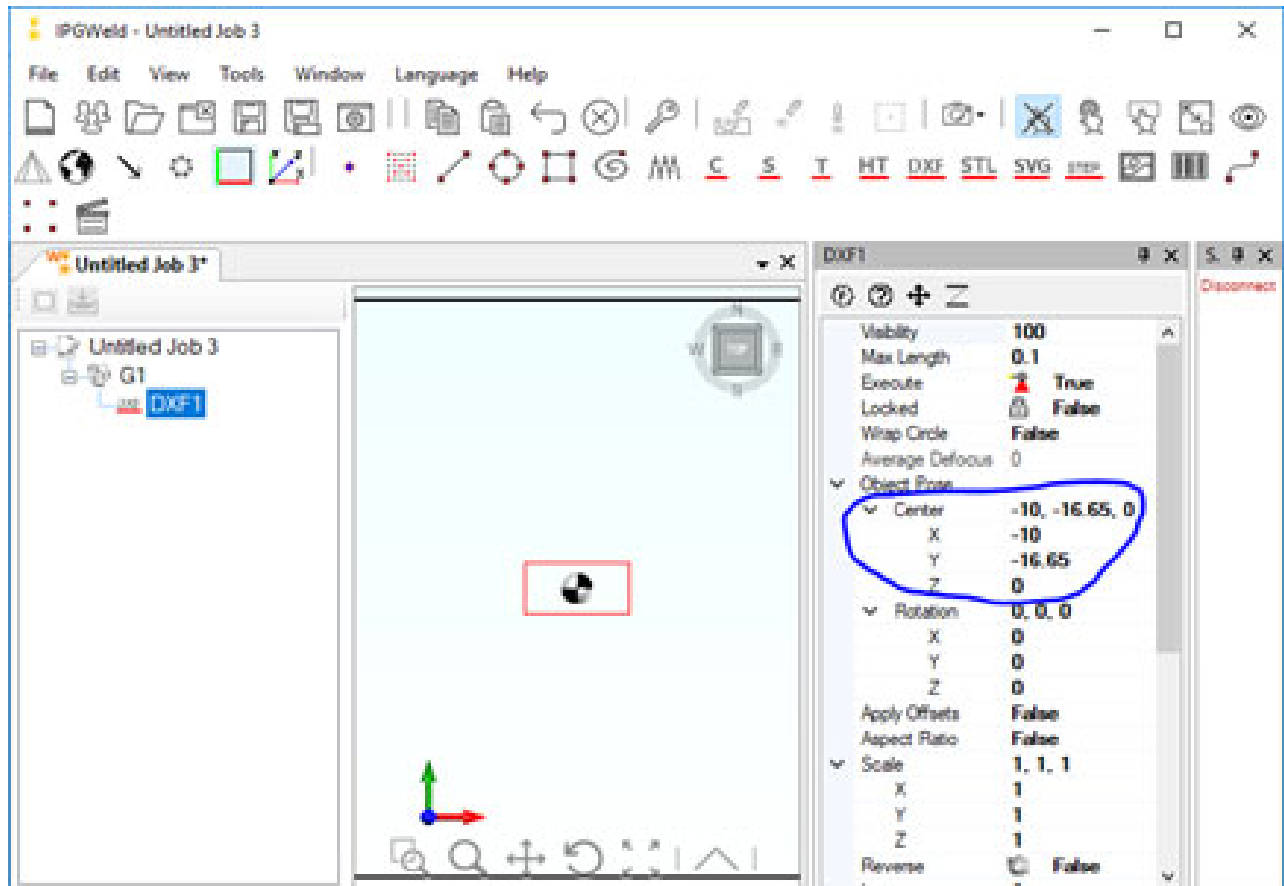 IPGWeld - Untitled Job 3
File Edit View Tools Window Language Help
C S T HT DXF STL SVG STEP
Untitled Job 3*
DXF1
S.
Disconnect
Untitled Job 3
G1
DXF DXF1
N
W
TOP
Visibility 100
Max Length 0.1
Execute True
Locked False
Wrap Circle False
Average Defocus 0
Object Pose
Center -10, -16.65, 0
X -10
Y -16.65
Z 0
Rotation 0, 0, 0
X 0
Y 0
Z 0
Apply Offsets False
Aspect Ratio False
Scale 1, 1, 1
X 1
Y 1
Z 1
Reverse False